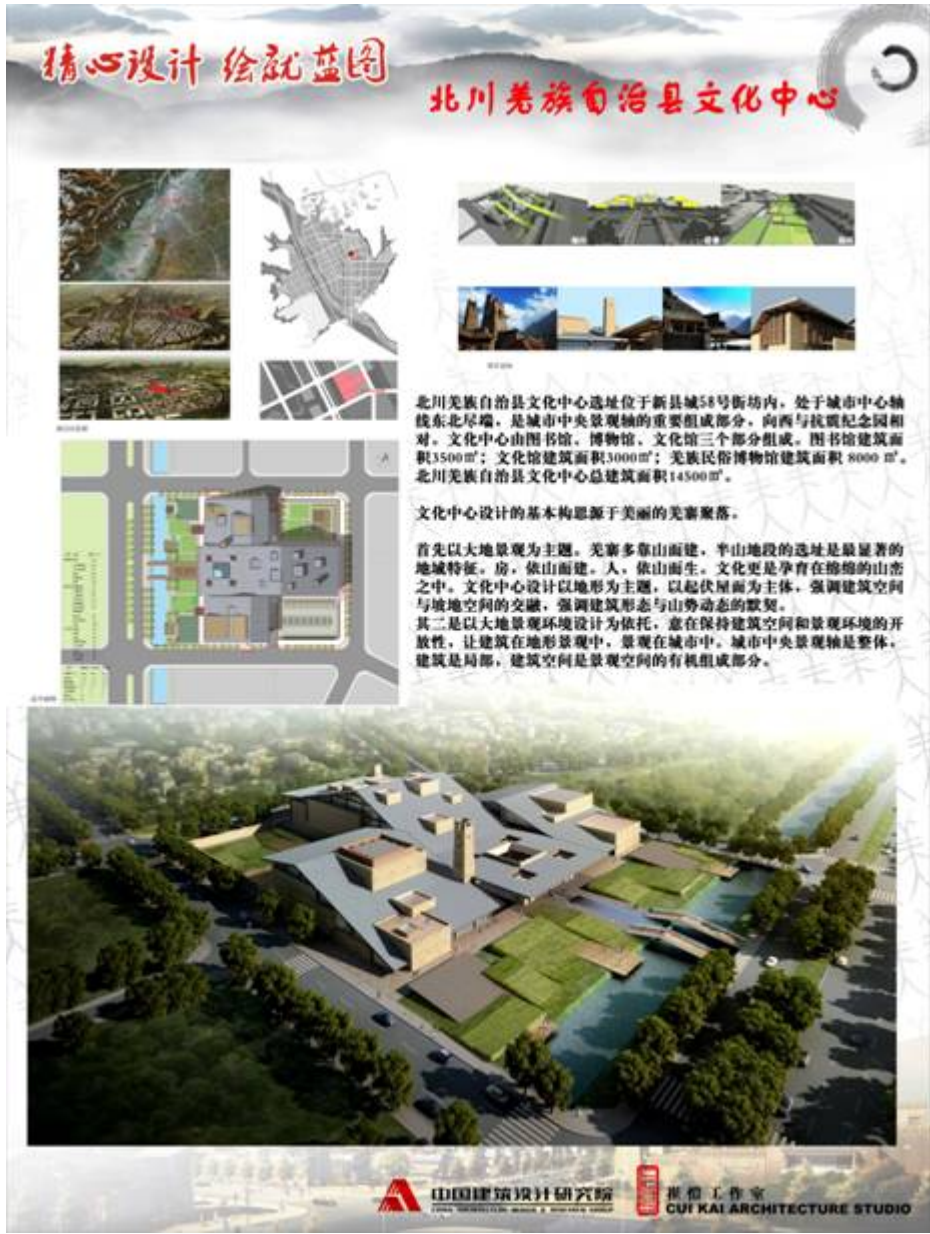 精心设计 绘就蓝图
北川羌族自治县文化中心
北川羌族自治县文化中心选址位于新县城58号街坊内，处于城市中心轴
线东北尽端，是城市中央景观轴的重要组成部分，向西与抗震纪念园相
对。文化中心由图书馆、博物馆、文化馆三个部分组成。图书馆建筑面
积3500㎡；文化馆建筑面积3000㎡；羌族民俗博物馆建筑面积 8000 ㎡。
北川羌族自治县文化中心总建筑面积14500㎡。
文化中心设计的基本构思源于美丽的羌寨聚落。
首先以大地景观为主题。羌寨多靠山而建，半山地段的选址是最显著的
地域特征。房，依山而建。人，依山而生。文化更是孕育在绵绵的山峦
之中。文化中心设计以地形为主题，以起伏屋面为主体，强调建筑空间
与坡地空间的交融，强调建筑形态与山势动态的默契。
其二是以大地景观环境设计为依托，意在保持建筑空间和景观环境的开
放性，让建筑在地形景观中，景观在城市中。城市中央景观轴是整体，
建筑是局部，建筑空间是景观空间的有机组成部分。
中国建筑设计研究院
CHINA ARCHITECTURE DESIGN & RESEARCH GROUP
崔愷工作室
CUI KAI ARCHITECTURE STUDIO